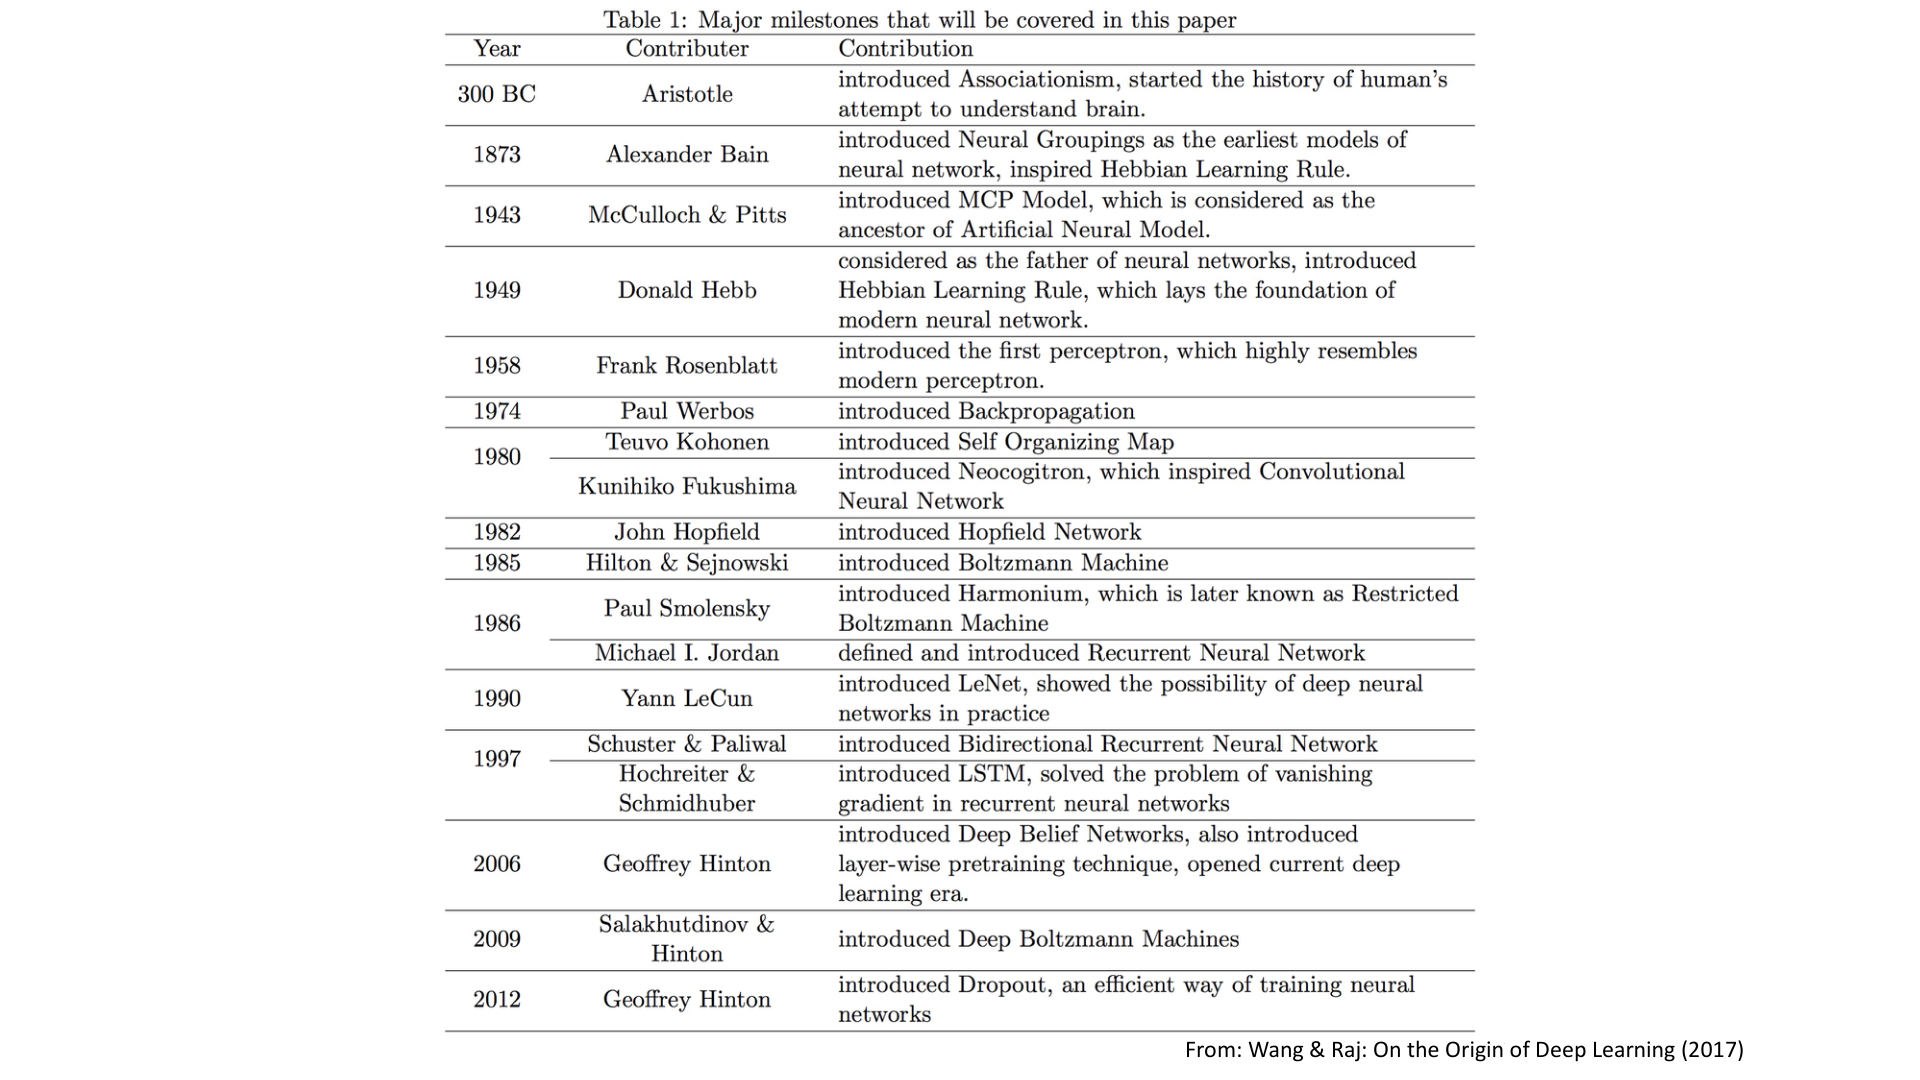 Table 1: Major milestones that will be covered in this paper
Year Contributer Contribution
300 BC Aristotle introduced Associationism, started the history of human's
attempt to understand brain.
1873 Alexander Bain introduced Neural Groupings as the earliest models of
neural network, inspired Hebbian Learning Rule.
1943 McCulloch & Pitts introduced MCP Model, which is considered as the
ancestor of Artificial Neural Model.
1949 Donald Hebb considered as the father of neural networks, introduced
Hebbian Learning Rule, which lays the foundation of
modern neural network.
1958 Frank Rosenblatt introduced the first perceptron, which highly resembles
modern perceptron.
1974 Paul Werbos introduced Backpropagation
1980 Teuvo Kohonen introduced Self Organizing Map
Kunihiko Fukushima introduced Neocogitron, which inspired Convolutional
Neural Network
1982 John Hopfield introduced Hopfield Network
1985 Hilton & Sejnowski introduced Boltzmann Machine
1986 Paul Smolensky introduced Harmonium, which is later known as Restricted
Boltzmann Machine
Michael I. Jordan defined and introduced Recurrent Neural Network
1990 Yann LeCun introduced LeNet, showed the possibility of deep neural
networks in practice
1997 Schuster & Paliwal introduced Bidirectional Recurrent Neural Network
Hochreiter & introduced LSTM, solved the problem of vanishing
Schmidhuber gradient in recurrent neural networks
2006 Geoffrey Hinton introduced Deep Belief Networks, also introduced
layer-wise pretraining technique, opened current deep
learning era.
2009 Salakhutdinov & introduced Deep Boltzmann Machines
Hinton
2012 Geoffrey Hinton introduced Dropout, an efficient way of training neural
networks
From: Wang & Raj: On the Origin of Deep Learning (2017)